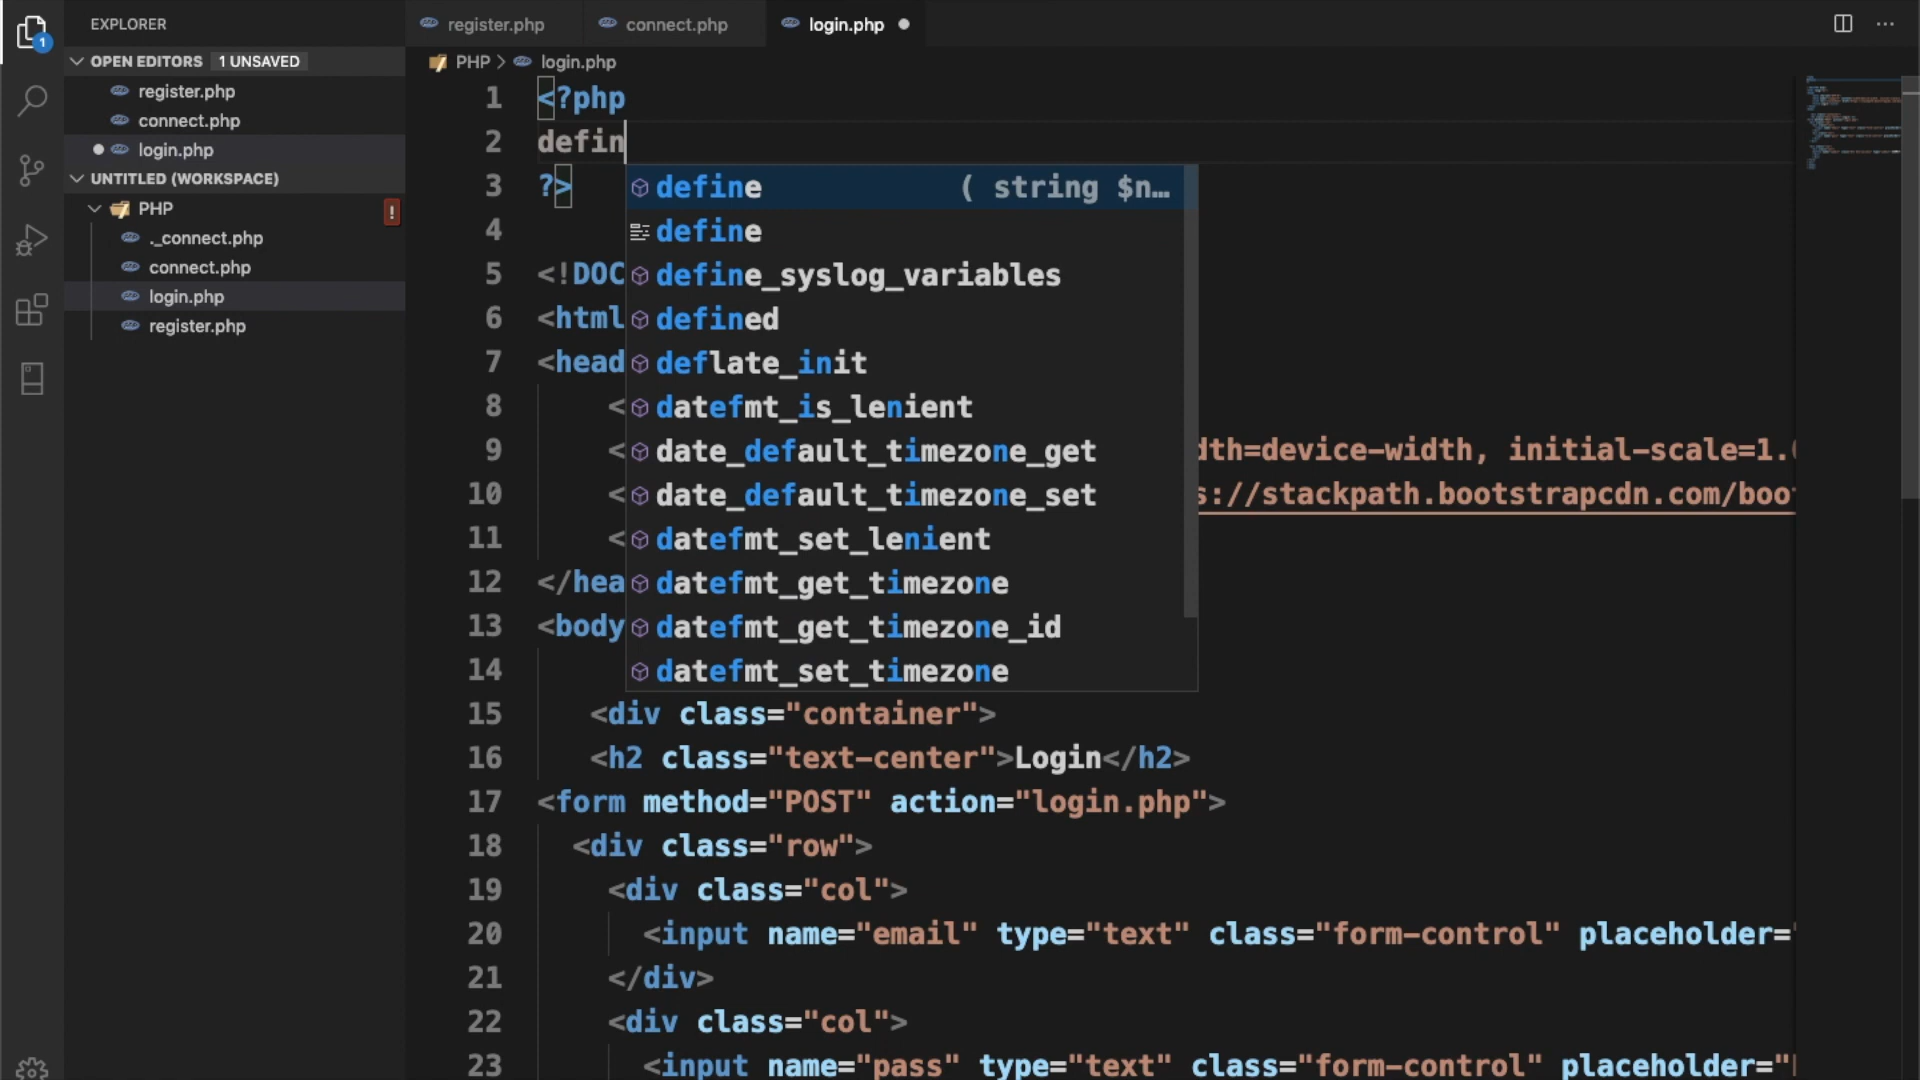 EXPLORER
OPEN EDITORS 1 UNSAVED
register.php
connect.php
login.php
UNTITLED (WORKSPACE)
PHP
!
._connect.php
connect.php
login.php
register.php
1
register.php
connect.php
login.php
PHP > login.php
1 <?php
2 defin
3 ?>
4
5 <!DOC
6 <html
7 <head
8 <
9 < dth=device-width, initial-scale=1.
10 < s://stackpath.bootstrapcdn.com/boo
11 <
12 </hea
13 <body
14
15 <div class="container">
16 <h2 class="text-center">Login</h2>
17 <form method="POST" action="login.php">
18 <div class="row">
19 <div class="col">
20 <input name="email" type="text" class="form-control" placeholder=
21 </div>
22 <div class="col">
23 <input name="pass" type="text" class="form-control" placeholder="
define ( string $n…
define
define_syslog_variables
defined
deflate_init
datefmt_is_lenient
date_default_timezone_get
date_default_timezone_set
datefmt_set_lenient
datefmt_get_timezone
datefmt_get_timezone_id
datefmt_set_timezone